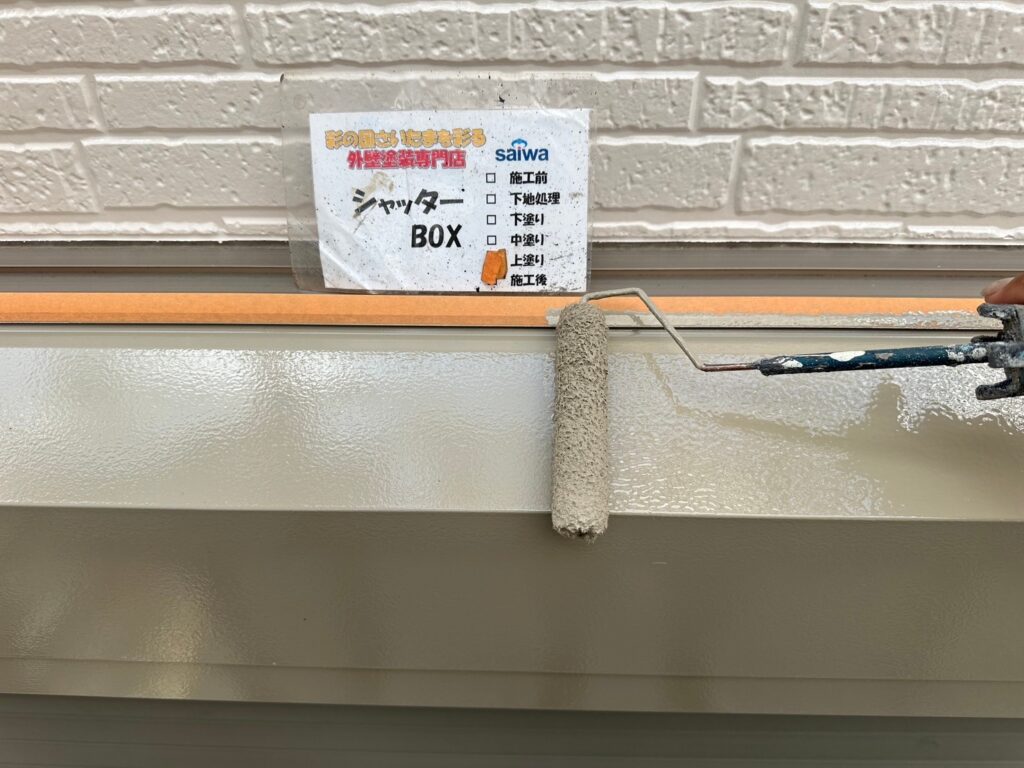 彩の国さいたまを彩る
外壁塗装専門店
シャッター
BOX
saiwa
□ 施工前
□ 下地処理
□ 下塗り
□ 中塗り
上塗り
施工後